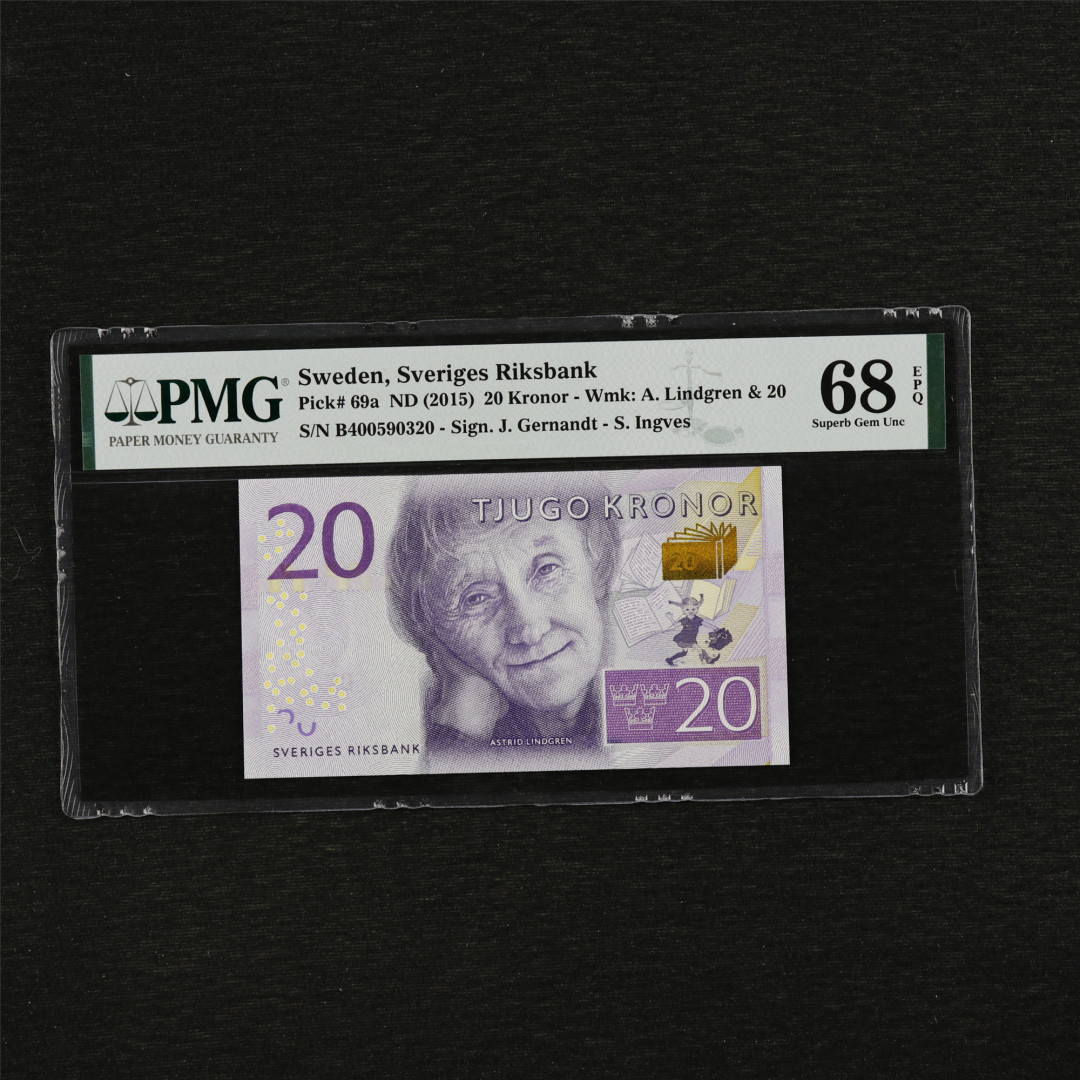 PMG®
PAPER MONEY GUARANTY
Sweden, Sveriges Riksbank
Pick# 69a ND (2015) 20 Kronor - Wmk: A. Lindgren & 20
S/N B400590320 - Sign. J. Gernandt - S. Ingves
68
EPQ
Superb Gem Unc
20
TJUGO KRONOR
20
20
SVERIGES RIKSBANK
ASTRID LINDGREN